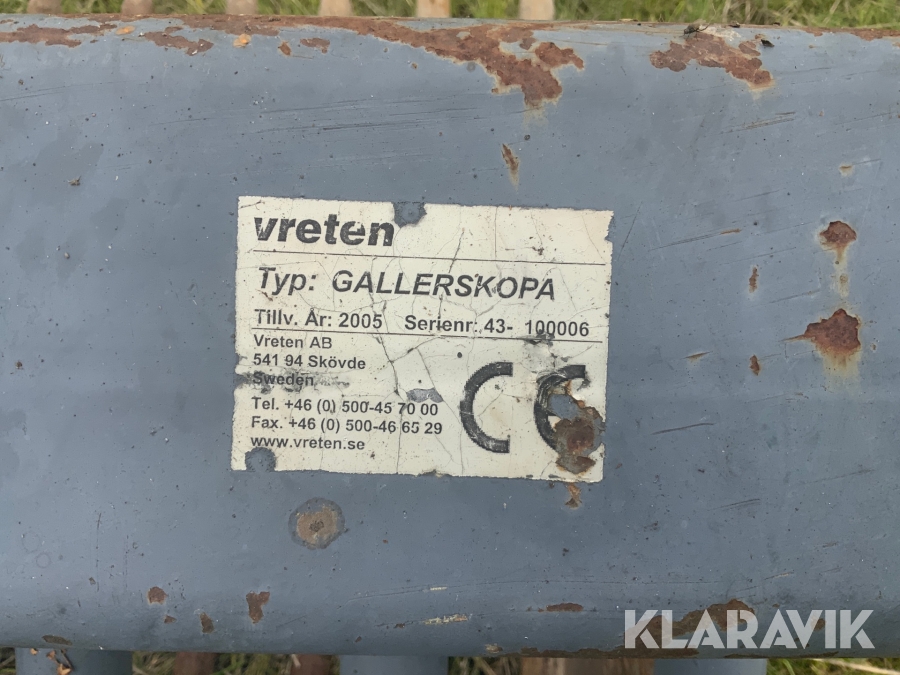 vreten
Typ: GALLERSKOPA
Tillv. År: 2005 Serienr: 43- 100006
Vreten AB
541 94 Skövde
Sweden
Tel. +46 (0) 500-45 70 00
Fax. +46 (0) 500-46 65 29
www.vreten.se
CE
KLARAVIK